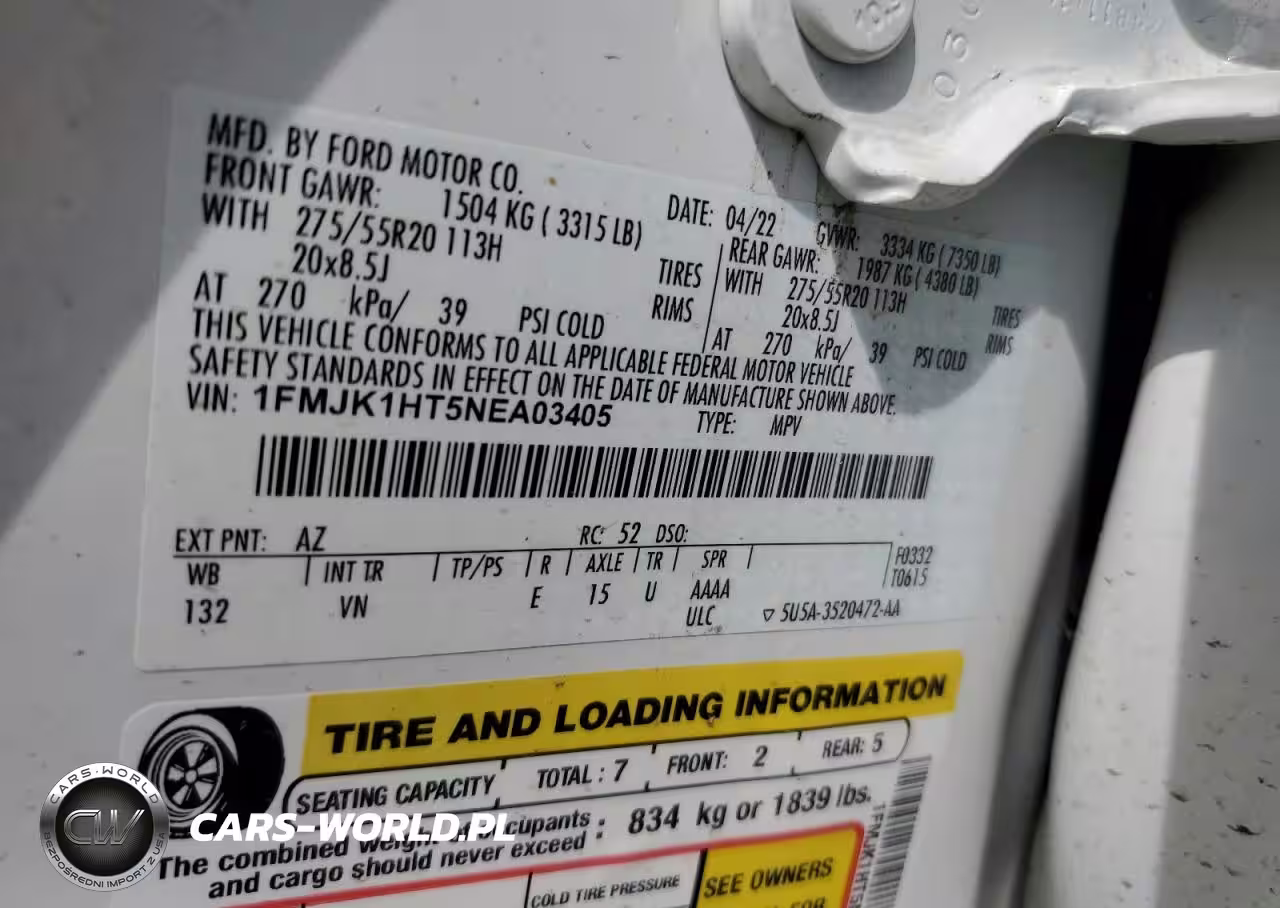 MFD. BY FORD MOTOR CO.
DATE: 04/22 GVWR: 3334 KG ( 7350 LB)
FRONT GAWR: 1504 KG ( 3315 LB)
REAR GAWR: 1987 KG ( 4380 LB)
WITH 275/55R20 113H TIRES
WITH 275/55R20 113H TIRES
20x8.5J RIMS
20x8.5J RIMS
AT 270 kPa/ 39 PSI COLD
AT 270 kPa/ 39 PSI COLD
THIS VEHICLE CONFORMS TO ALL APPLICABLE FEDERAL MOTOR VEHICLE
SAFETY STANDARDS IN EFFECT ON THE DATE OF MANUFACTURE SHOWN ABOVE.
VIN: 1FMJK1HT5NEA03405 TYPE: MPV
EXT PNT: AZ RC: 52 DSO:
WB INT TR TP/PS R AXLE TR SPR F0332
T0615
132 VN E 15 U AAAA
ULC ▽ 5U5A-3520472-AA
TIRE AND LOADING INFORMATION
SEATING CAPACITY TOTAL : 7 FRONT: 2 REAR: 5
The combined weight cupants : 834 kg or 1839 lbs.
and cargo should never exceed
COLD TIRE PRESSURE
SEE OWNERS
CARS-WORLD
CW
BEZPOŚREDNI IMPORT Z USA
CARS-WORLD.PL